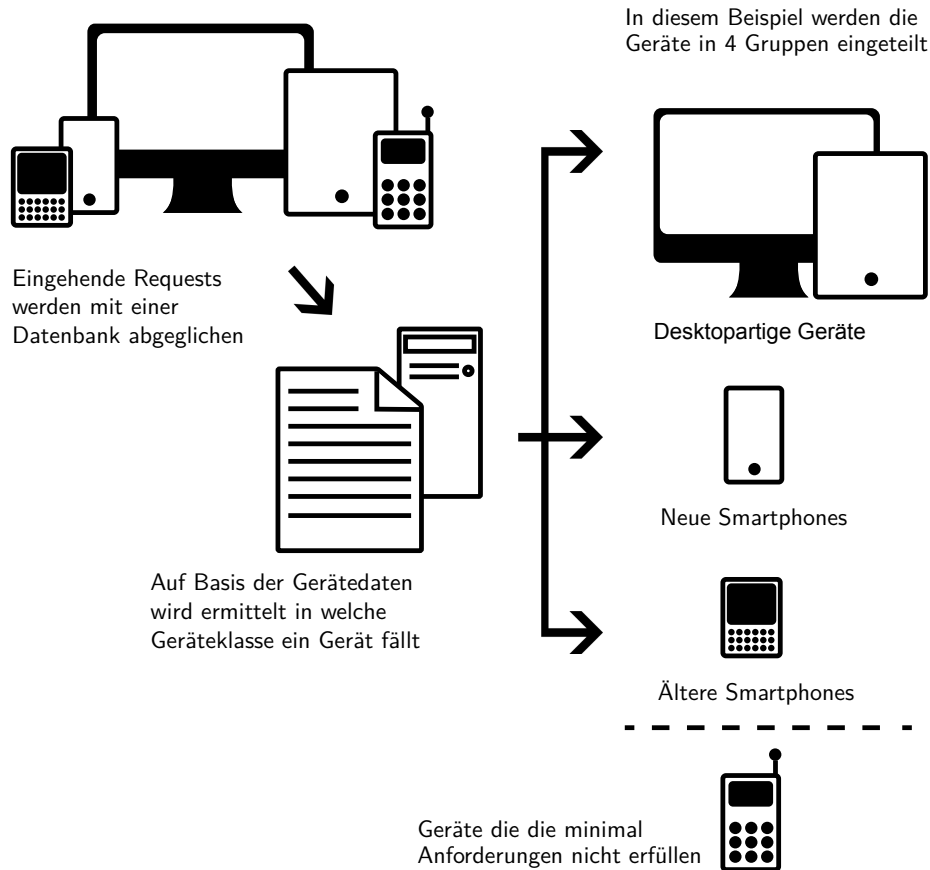 In diesem Beispiel werden die
Geräte in 4 Gruppen eingeteilt
Eingehende Requests
werden mit einer
Datenbank abgeglichen
Desktopartige Geräte
Neue Smartphones
Auf Basis der Gerätedaten
wird ermittelt in welche
Geräteklasse ein Gerät fällt
Ältere Smartphones
Geräte die die minimal
Anforderungen nicht erfüllen